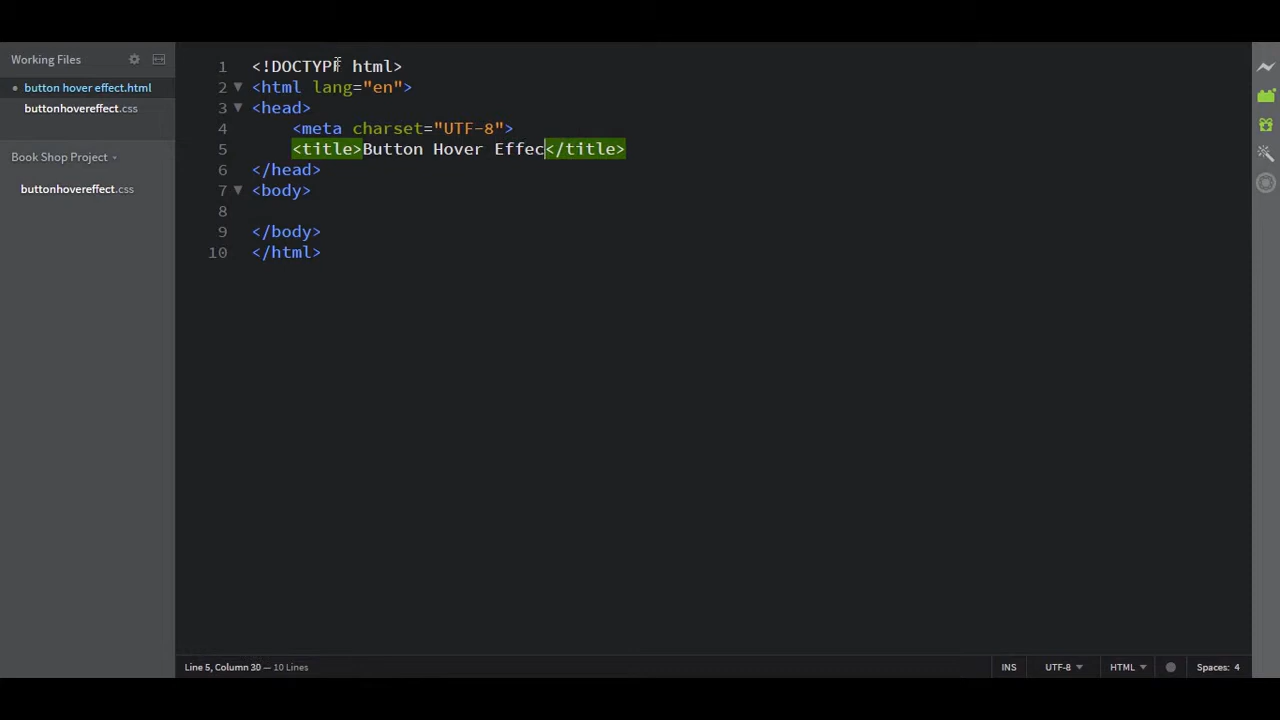 Working Files
button hover effect.html
buttonhovereffect.css
Book Shop Project
buttonhovereffect.css
1 <!DOCTYPE html>
2 <html lang="en">
3 <head>
4 <meta charset="UTF-8">
5 <title>Button Hover Effec</title>
6 </head>
7 <body>
8
9 </body>
10 </html>
Line 5, Column 30 — 10 Lines
INS UTF-8 HTML Spaces: 4